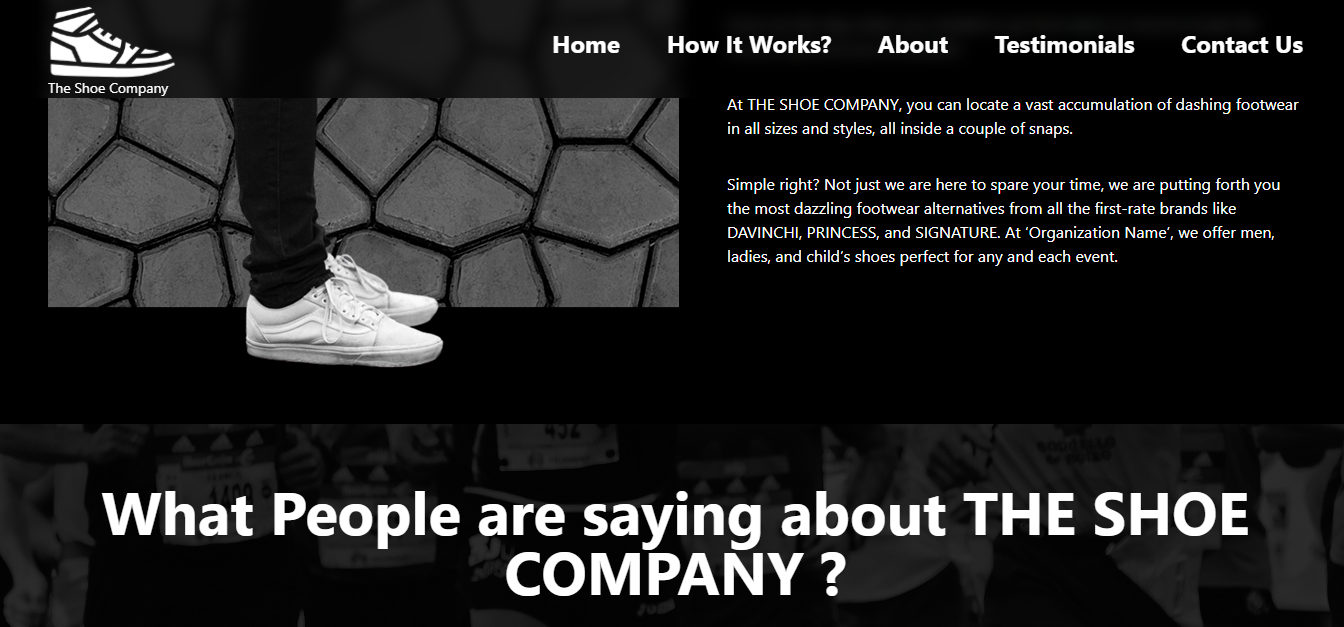 The Shoe Company
Home
How It Works?
About
Testimonials
Contact Us
At THE SHOE COMPANY, you can locate a vast accumulation of dashing footwear
in all sizes and styles, all inside a couple of snaps.
Simple right? Not just we are here to spare your time, we are putting forth you
the most dazzling footwear alternatives from all the first-rate brands like
DAVINCHI, PRINCESS, and SIGNATURE. At ‘Organization Name’, we offer men,
ladies, and child’s shoes perfect for any and each event.
What People are saying about THE SHOE
COMPANY ?